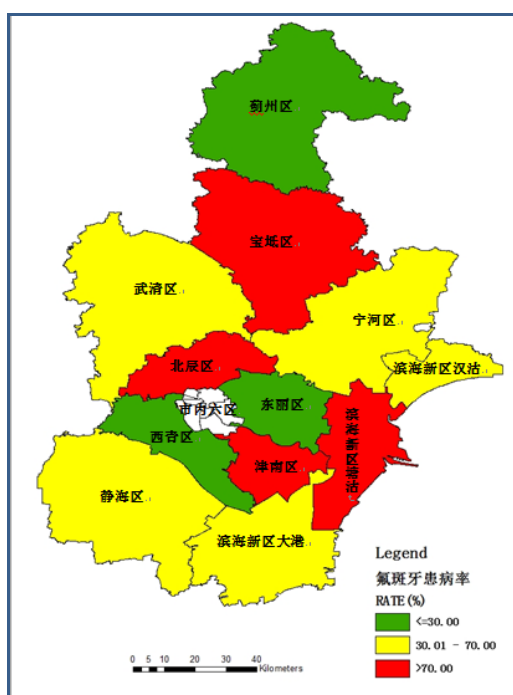 蓟州区
宝坻区
武清区
宁河区
滨海新区汉沽
北辰区
市内六区
东丽区
西青区
滨海新区塘沽
津南区
静海区
滨海新区大港
Legend
氟斑牙患病率
RATE(%)
<=30.00
30.01 - 70.00
>70.00
0 5 10 20 30 40
Kilometers